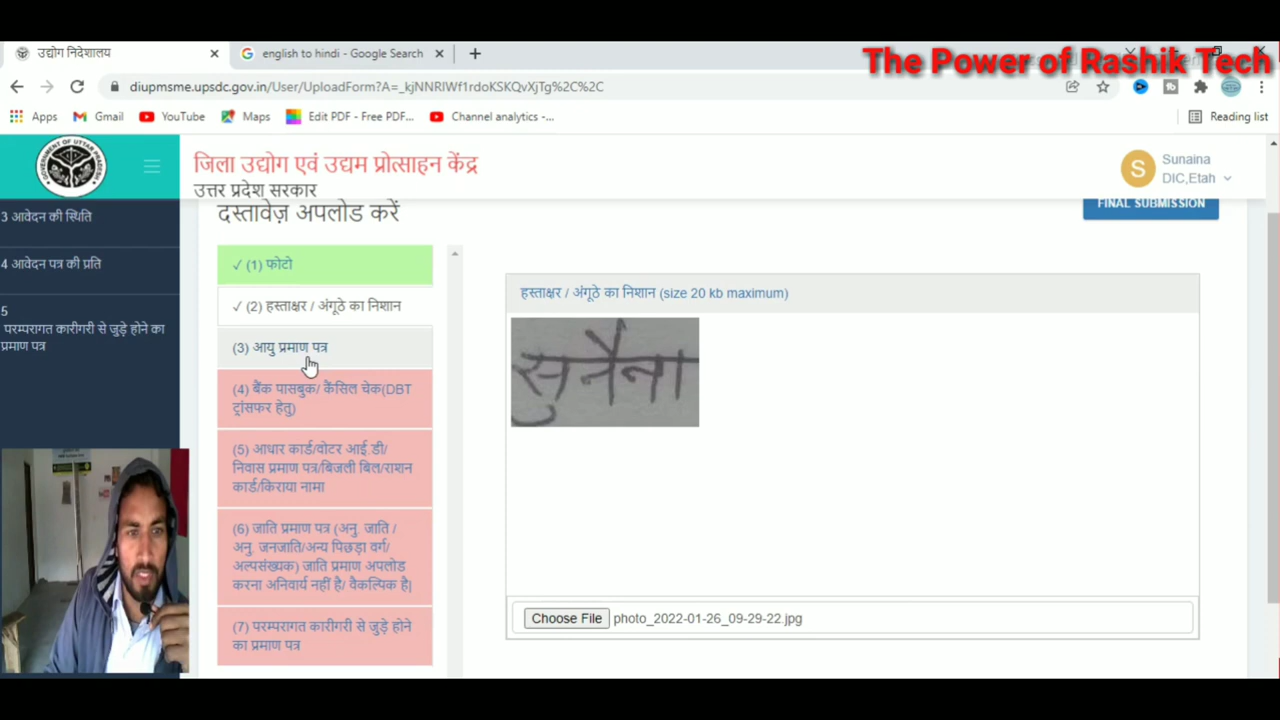 उद्योग निदेशालय
english to hindi - Google Search
The Power of Rashik Tech
diupmsme.upsdc.gov.in/User/UploadForm?A=_kjNNRlWf1rdoKSKQvXjTg%2C%2C
Apps
Gmail
YouTube
Maps
Edit PDF - Free PDF...
Channel analytics -...
Reading list
GOVERNMENT OF UTTAR PRADESH
जिला उद्योग एवं उद्यम प्रोत्साहन केंद्र
उत्तर प्रदेश सरकार
S
Sunaina
DIC,Etah
3 आवेदन की स्थिति
4 आवेदन पत्र की प्रति
5
परम्परागत कारीगरी से जुड़े होने का
प्रमाण पत्र
दस्तावेज़ अपलोड करें
FINAL SUBMISSION
✓ (1) फोटो
✓ (2) हस्ताक्षर / अंगूठे का निशान
(3) आयु प्रमाण पत्र
(4) बैंक पासबुक/ कैंसिल चेक(DBT
ट्रांसफर हेतु)
(5) आधार कार्ड/वोटर आई.डी/
निवास प्रमाण पत्र/बिजली बिल/राशन
कार्ड/किराया नामा
(6) जाति प्रमाण पत्र (अनु. जाति /
अनु. जनजाति/अन्य पिछड़ा वर्ग/
अल्पसंख्यक) जाति प्रमाण अपलोड
करना अनिवार्य नहीं है/ वैकल्पिक है|
(7) परम्परागत कारीगरी से जुड़े होने
का प्रमाण पत्र
हस्ताक्षर / अंगूठे का निशान (size 20 kb maximum)
सुनैना
Choose File
photo_2022-01-26_09-29-22.jpg